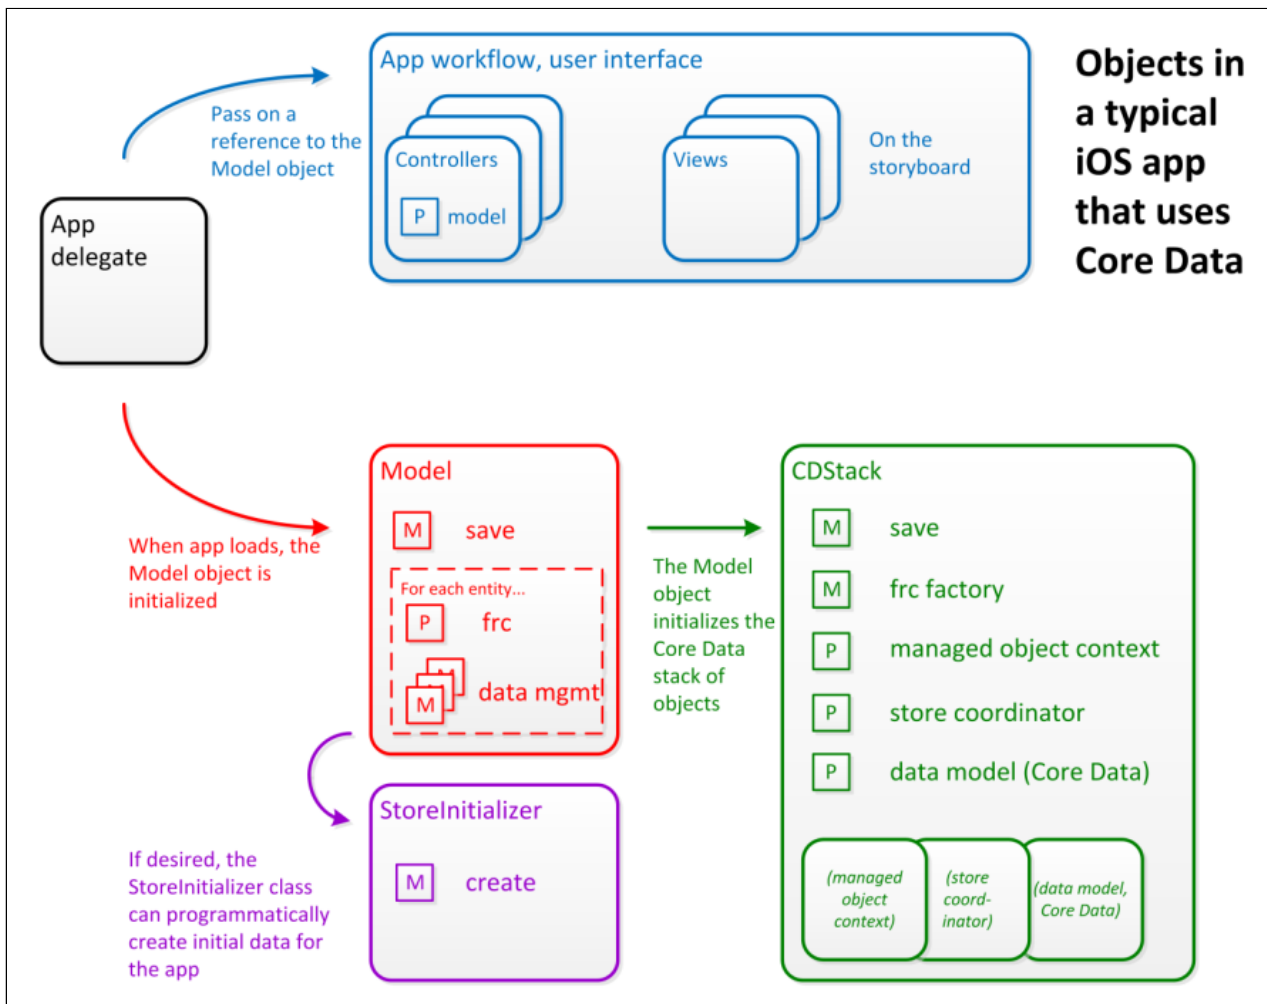 App workflow, user interface
Objects in
a typical
iOS app
that uses
Core Data
Pass on a
reference to the
Model object
Controllers
P model
Views
On the
storyboard
App
delegate
When app loads, the
Model object is
initialized
Model
M save
For each entity...
P frc
M
M
M data mgmt
The Model
object
initializes the
Core Data
stack of
objects
CDStack
M save
M frc factory
P managed object context
P store coordinator
P data model (Core Data)
(managed
object
context)
(store
coord-
inator)
(data model,
Core Data)
If desired, the
StoreInitializer class
can programmatically
create initial data for
the app
StoreInitializer
M create